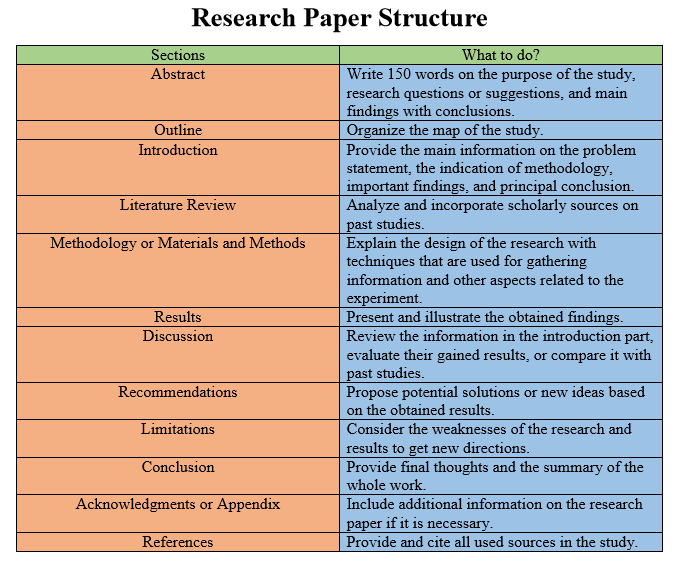 Research Paper Structure
Sections
What to do?
Abstract
Write 150 words on the purpose of the study,
research questions or suggestions, and main
findings with conclusions.
Outline
Organize the map of the study.
Introduction
Provide the main information on the problem
statement, the indication of methodology,
important findings, and principal conclusion.
Literature Review
Analyze and incorporate scholarly sources on
past studies.
Methodology or Materials and Methods
Explain the design of the research with
techniques that are used for gathering
information and other aspects related to the
experiment.
Results
Present and illustrate the obtained findings.
Discussion
Review the information in the introduction part,
evaluate their gained results, or compare it with
past studies.
Recommendations
Propose potential solutions or new ideas based
on the obtained results.
Limitations
Consider the weaknesses of the research and
results to get new directions.
Conclusion
Provide final thoughts and the summary of the
whole work.
Acknowledgments or Appendix
Include additional information on the research
paper if it is necessary.
References
Provide and cite all used sources in the study.